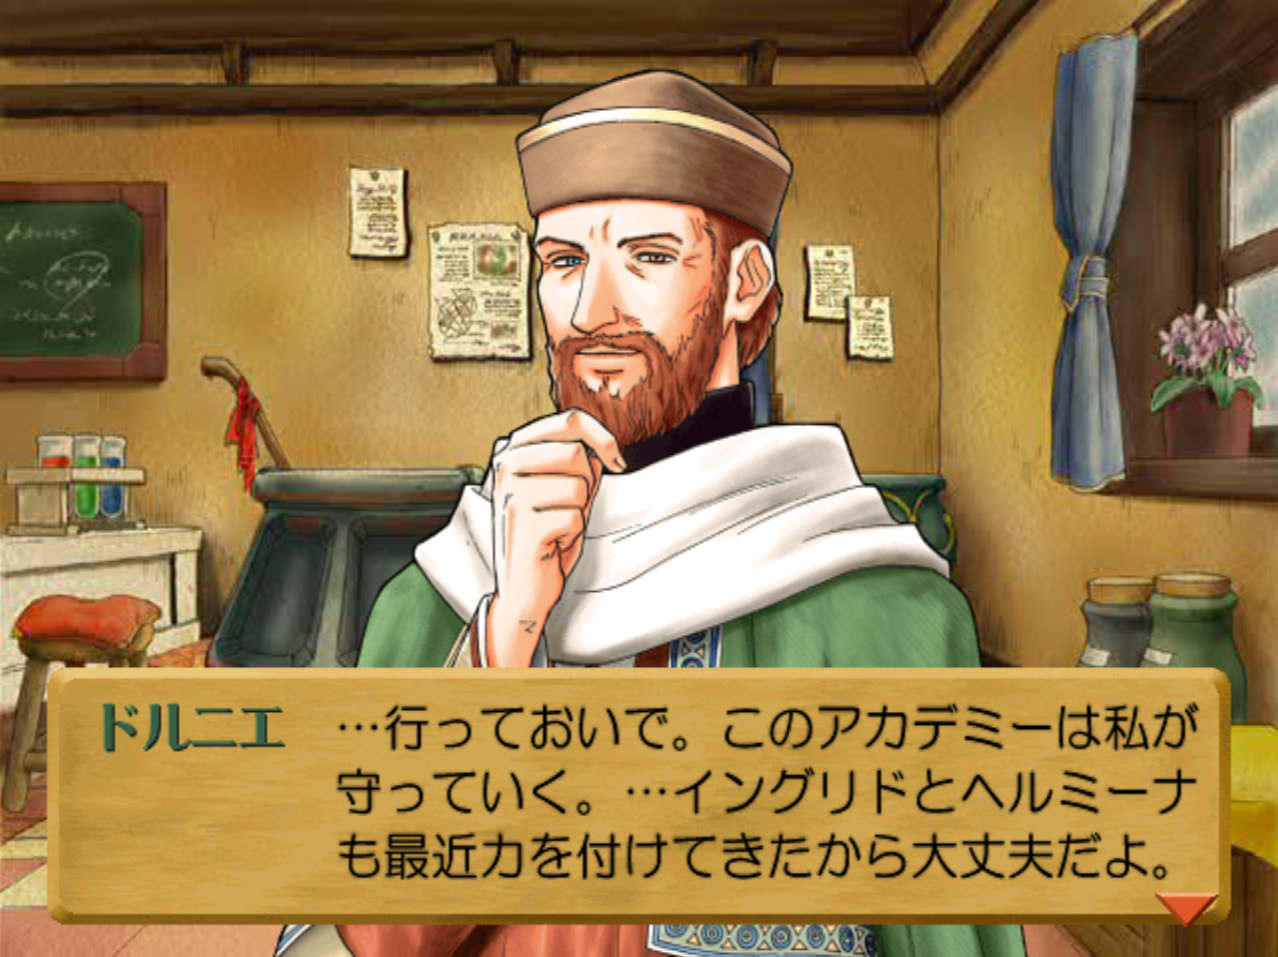 ドルニエ
…行っておいで。このアカデミーは私が
守っていく。…イングリドとヘルミーナ
も最近力を付けてきたから大丈夫だよ。